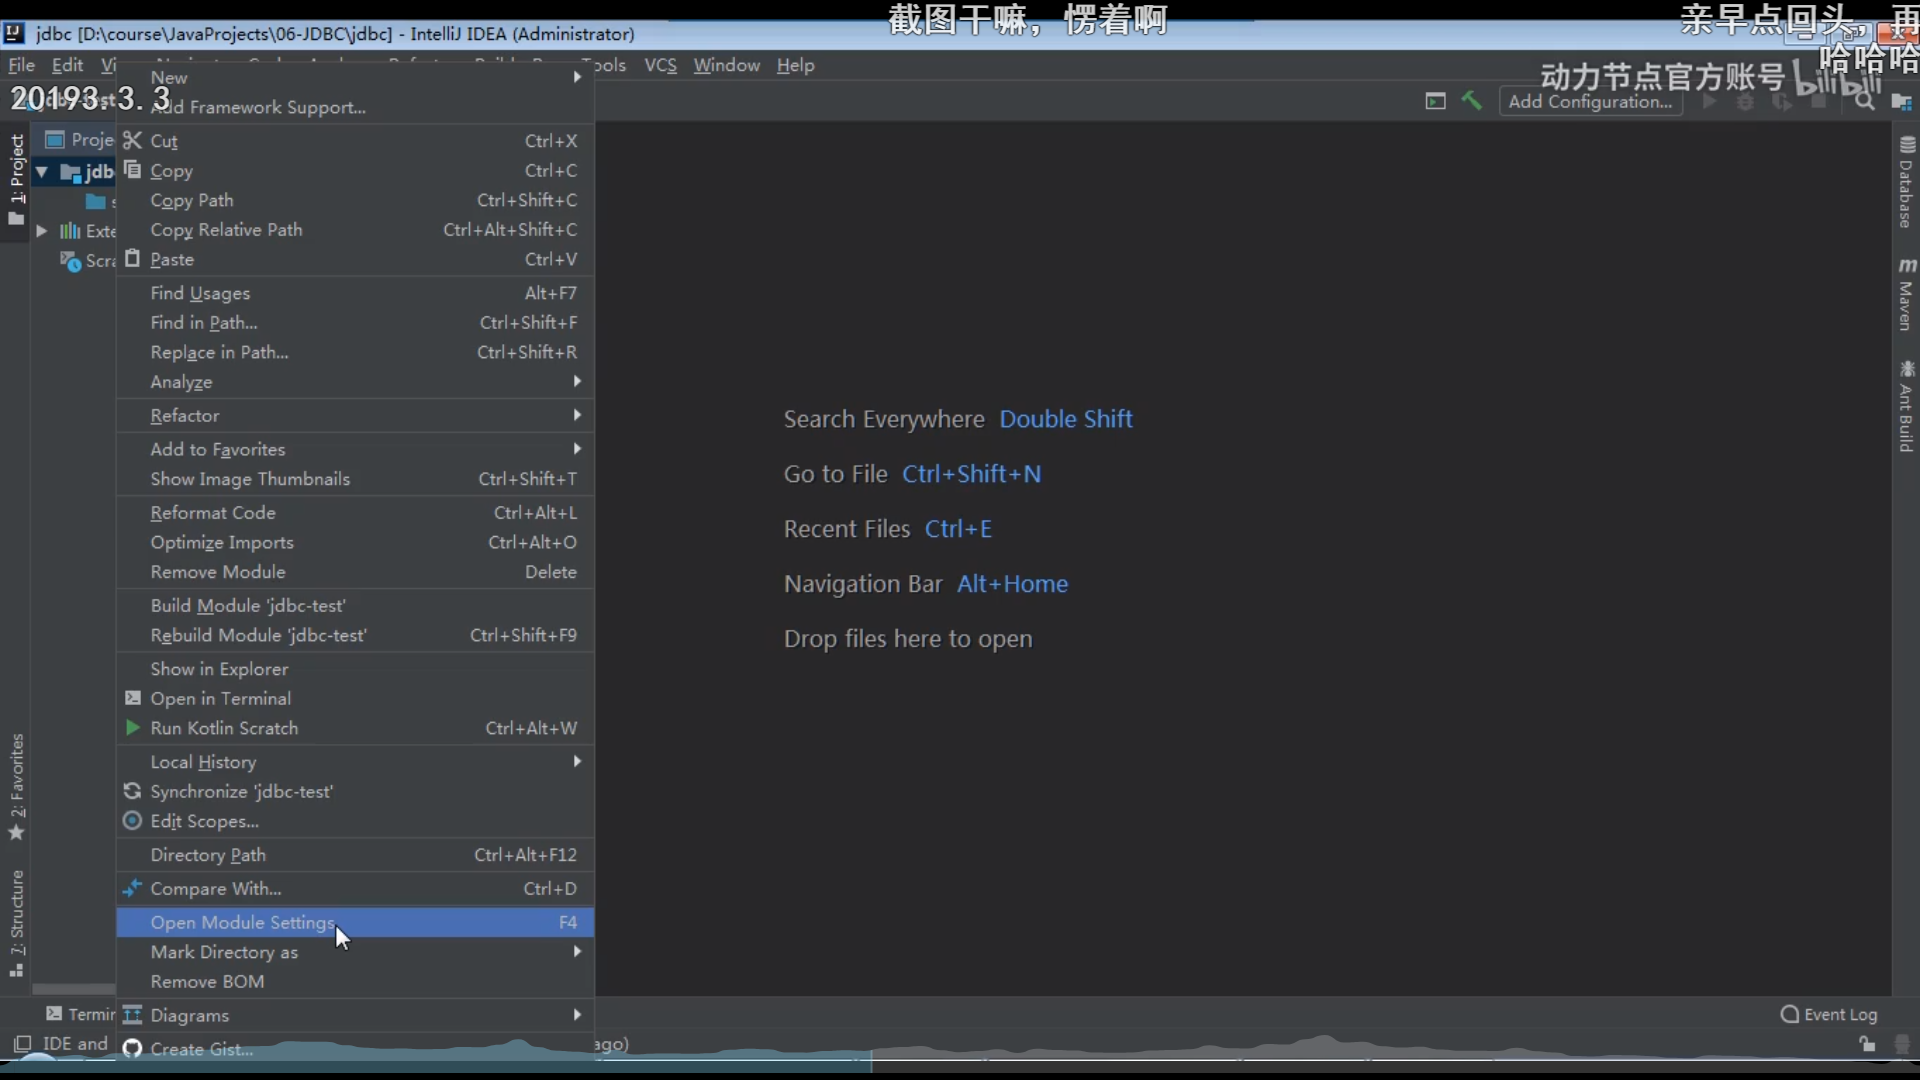 截图干嘛，愣着啊
亲早点回头，再
哈哈哈
jdbc [D:\course\JavaProjects\06-JDBC\jdbc] - IntelliJ IDEA (Administrator)
File Edit Vi Tools VCS Window Help
动力节点官方账号 bilibili
20193.3.3
Add Configuration...
1: Project
Proje
jdb
Exte
Scra
New
Add Framework Support...
Cut Ctrl+X
Copy Ctrl+C
Copy Path Ctrl+Shift+C
Copy Relative Path Ctrl+Alt+Shift+C
Paste Ctrl+V
Find Usages Alt+F7
Find in Path... Ctrl+Shift+F
Replace in Path... Ctrl+Shift+R
Analyze
Refactor
Add to Favorites
Show Image Thumbnails Ctrl+Shift+T
Reformat Code Ctrl+Alt+L
Optimize Imports Ctrl+Alt+O
Remove Module Delete
Build Module 'jdbc-test'
Rebuild Module 'jdbc-test' Ctrl+Shift+F9
Show in Explorer
Open in Terminal
Run Kotlin Scratch Ctrl+Alt+W
Local History
Synchronize 'jdbc-test'
Edit Scopes...
Directory Path Ctrl+Alt+F12
Compare With... Ctrl+D
Open Module Settings F4
Mark Directory as
Remove BOM
Diagrams
Create Gist...
Search Everywhere Double Shift
Go to File Ctrl+Shift+N
Recent Files Ctrl+E
Navigation Bar Alt+Home
Drop files here to open
Database
Maven
Ant Build
2: Favorites
7: Structure
Termin
Event Log
IDE and
ago)